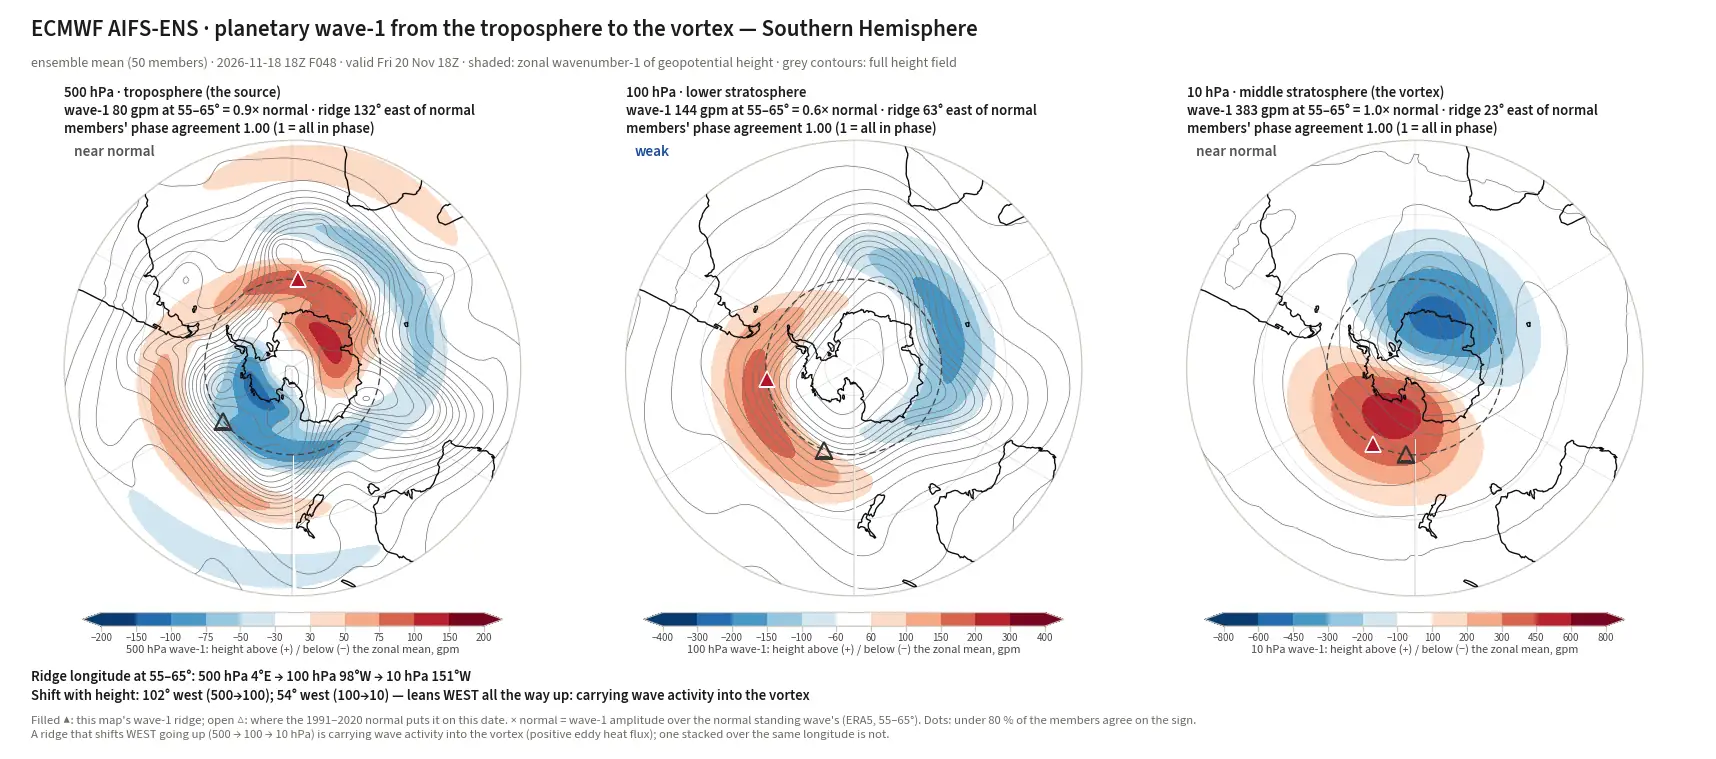 ECMWF AIFS-ENS · planetary wave-1 from the troposphere to the vortex — Southern Hemisphere
ensemble mean (50 members) · 2026-11-18 18Z F048 · valid Fri 20 Nov 18Z · shaded: zonal wavenumber-1 of geopotential height · grey contours: full height field
500 hPa · troposphere (the source)
wave-1 80 gpm at 55–65° = 0.9× normal · ridge 132° east of normal
members' phase agreement 1.00 (1 = all in phase)
near normal
100 hPa · lower stratosphere
wave-1 144 gpm at 55–65° = 0.6× normal · ridge 63° east of normal
members' phase agreement 1.00 (1 = all in phase)
weak
10 hPa · middle stratosphere (the vortex)
wave-1 383 gpm at 55–65° = 1.0× normal · ridge 23° east of normal
members' phase agreement 1.00 (1 = all in phase)
near normal
−200 −150 −100 −75 −50 −30 30 50 75 100 150 200
500 hPa wave-1: height above (+) / below (−) the zonal mean, gpm
−400 −300 −200 −150 −100 −60 60 100 150 200 300 400
100 hPa wave-1: height above (+) / below (−) the zonal mean, gpm
−800 −600 −450 −300 −200 −100 100 200 300 450 600 800
10 hPa wave-1: height above (+) / below (−) the zonal mean, gpm
Ridge longitude at 55–65°: 500 hPa 4°E → 100 hPa 98°W → 10 hPa 151°W
Shift with height: 102° west (500→100); 54° west (100→10) — leans WEST all the way up: carrying wave activity into the vortex
Filled ▲: this map's wave-1 ridge; open △: where the 1991–2020 normal puts it on this date. × normal = wave-1 amplitude over the normal standing wave's (ERA5, 55–65°). Dots: under 80 % of the members agree on the sign.
A ridge that shifts WEST going up (500 → 100 → 10 hPa) is carrying wave activity into the vortex (positive eddy heat flux); one stacked over the same longitude is not.